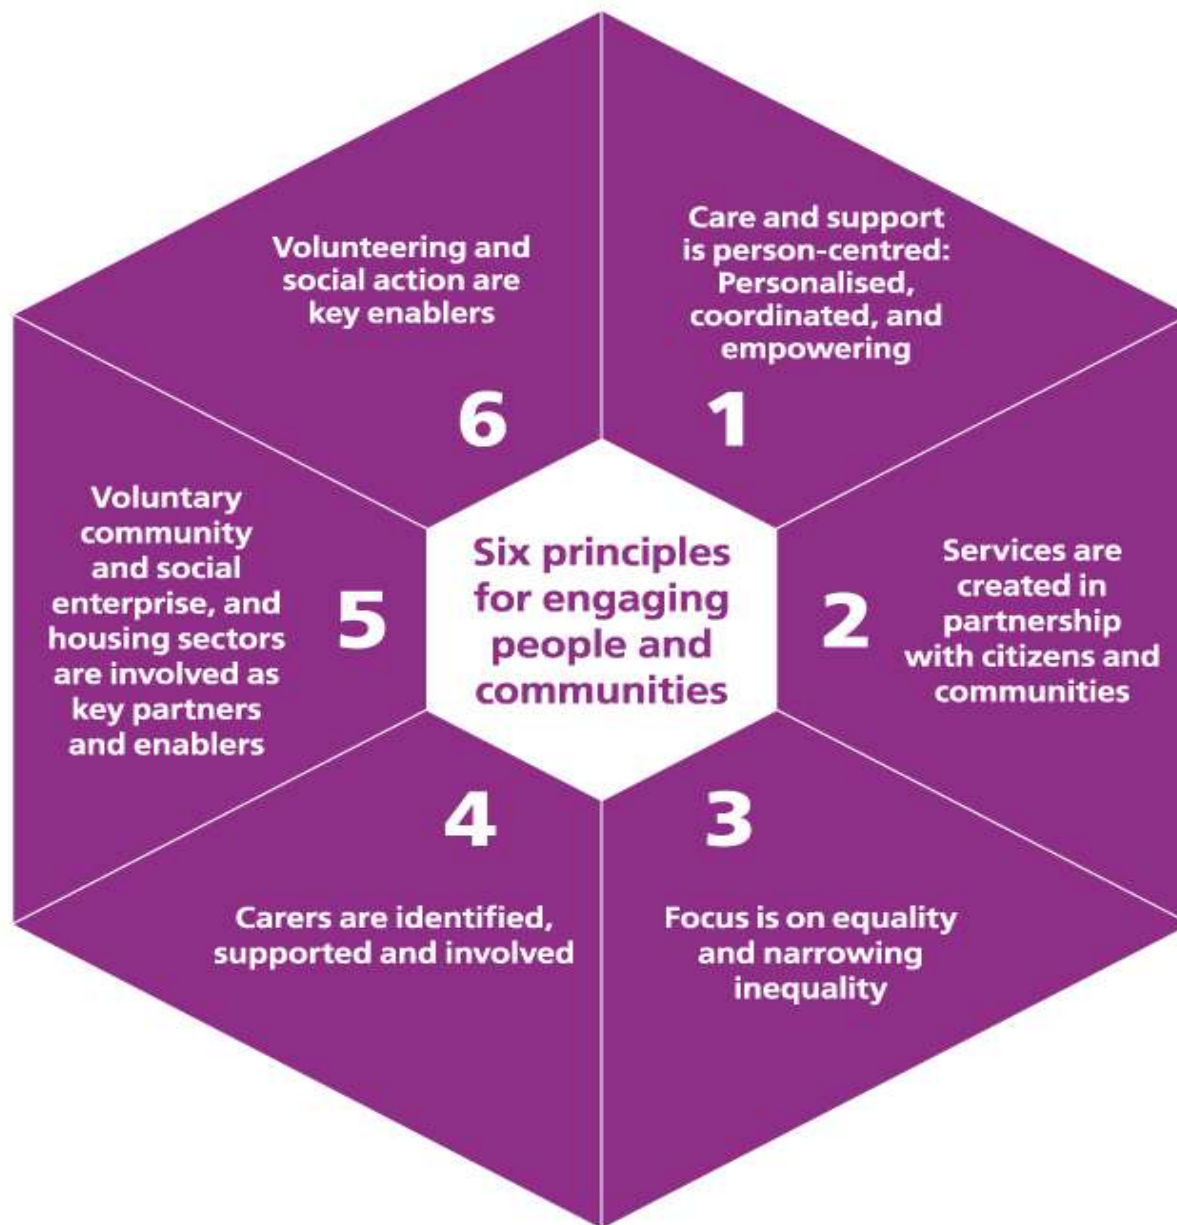 Six principles
for engaging
people and
communities
Care and support
is person-centred:
Personalised,
coordinated, and
empowering
1
Services are
created in
partnership
with citizens and
communities
2
3
Focus is on equality
and narrowing
inequality
4
Carers are identified,
supported and involved
Voluntary
community
and social
enterprise, and
housing sectors
are involved as
key partners
and enablers
5
Volunteering and
social action are
key enablers
6